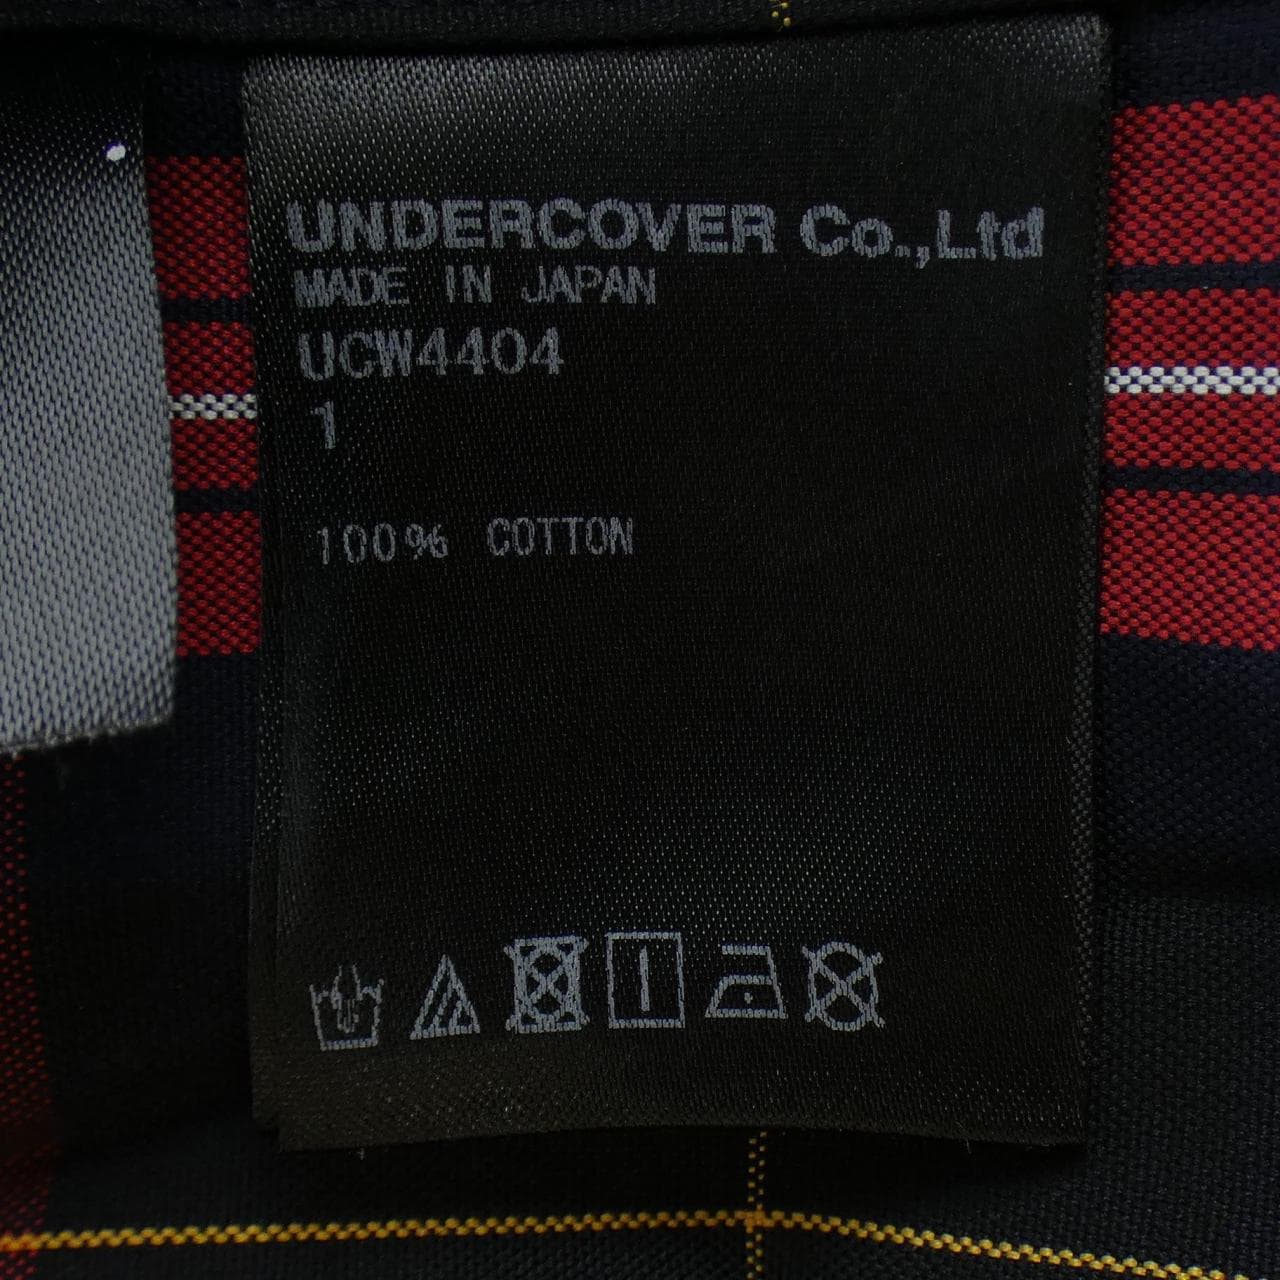 UNDERCOVER Co.,Ltd
MADE IN JAPAN
UCW4404
1
100% COTTON